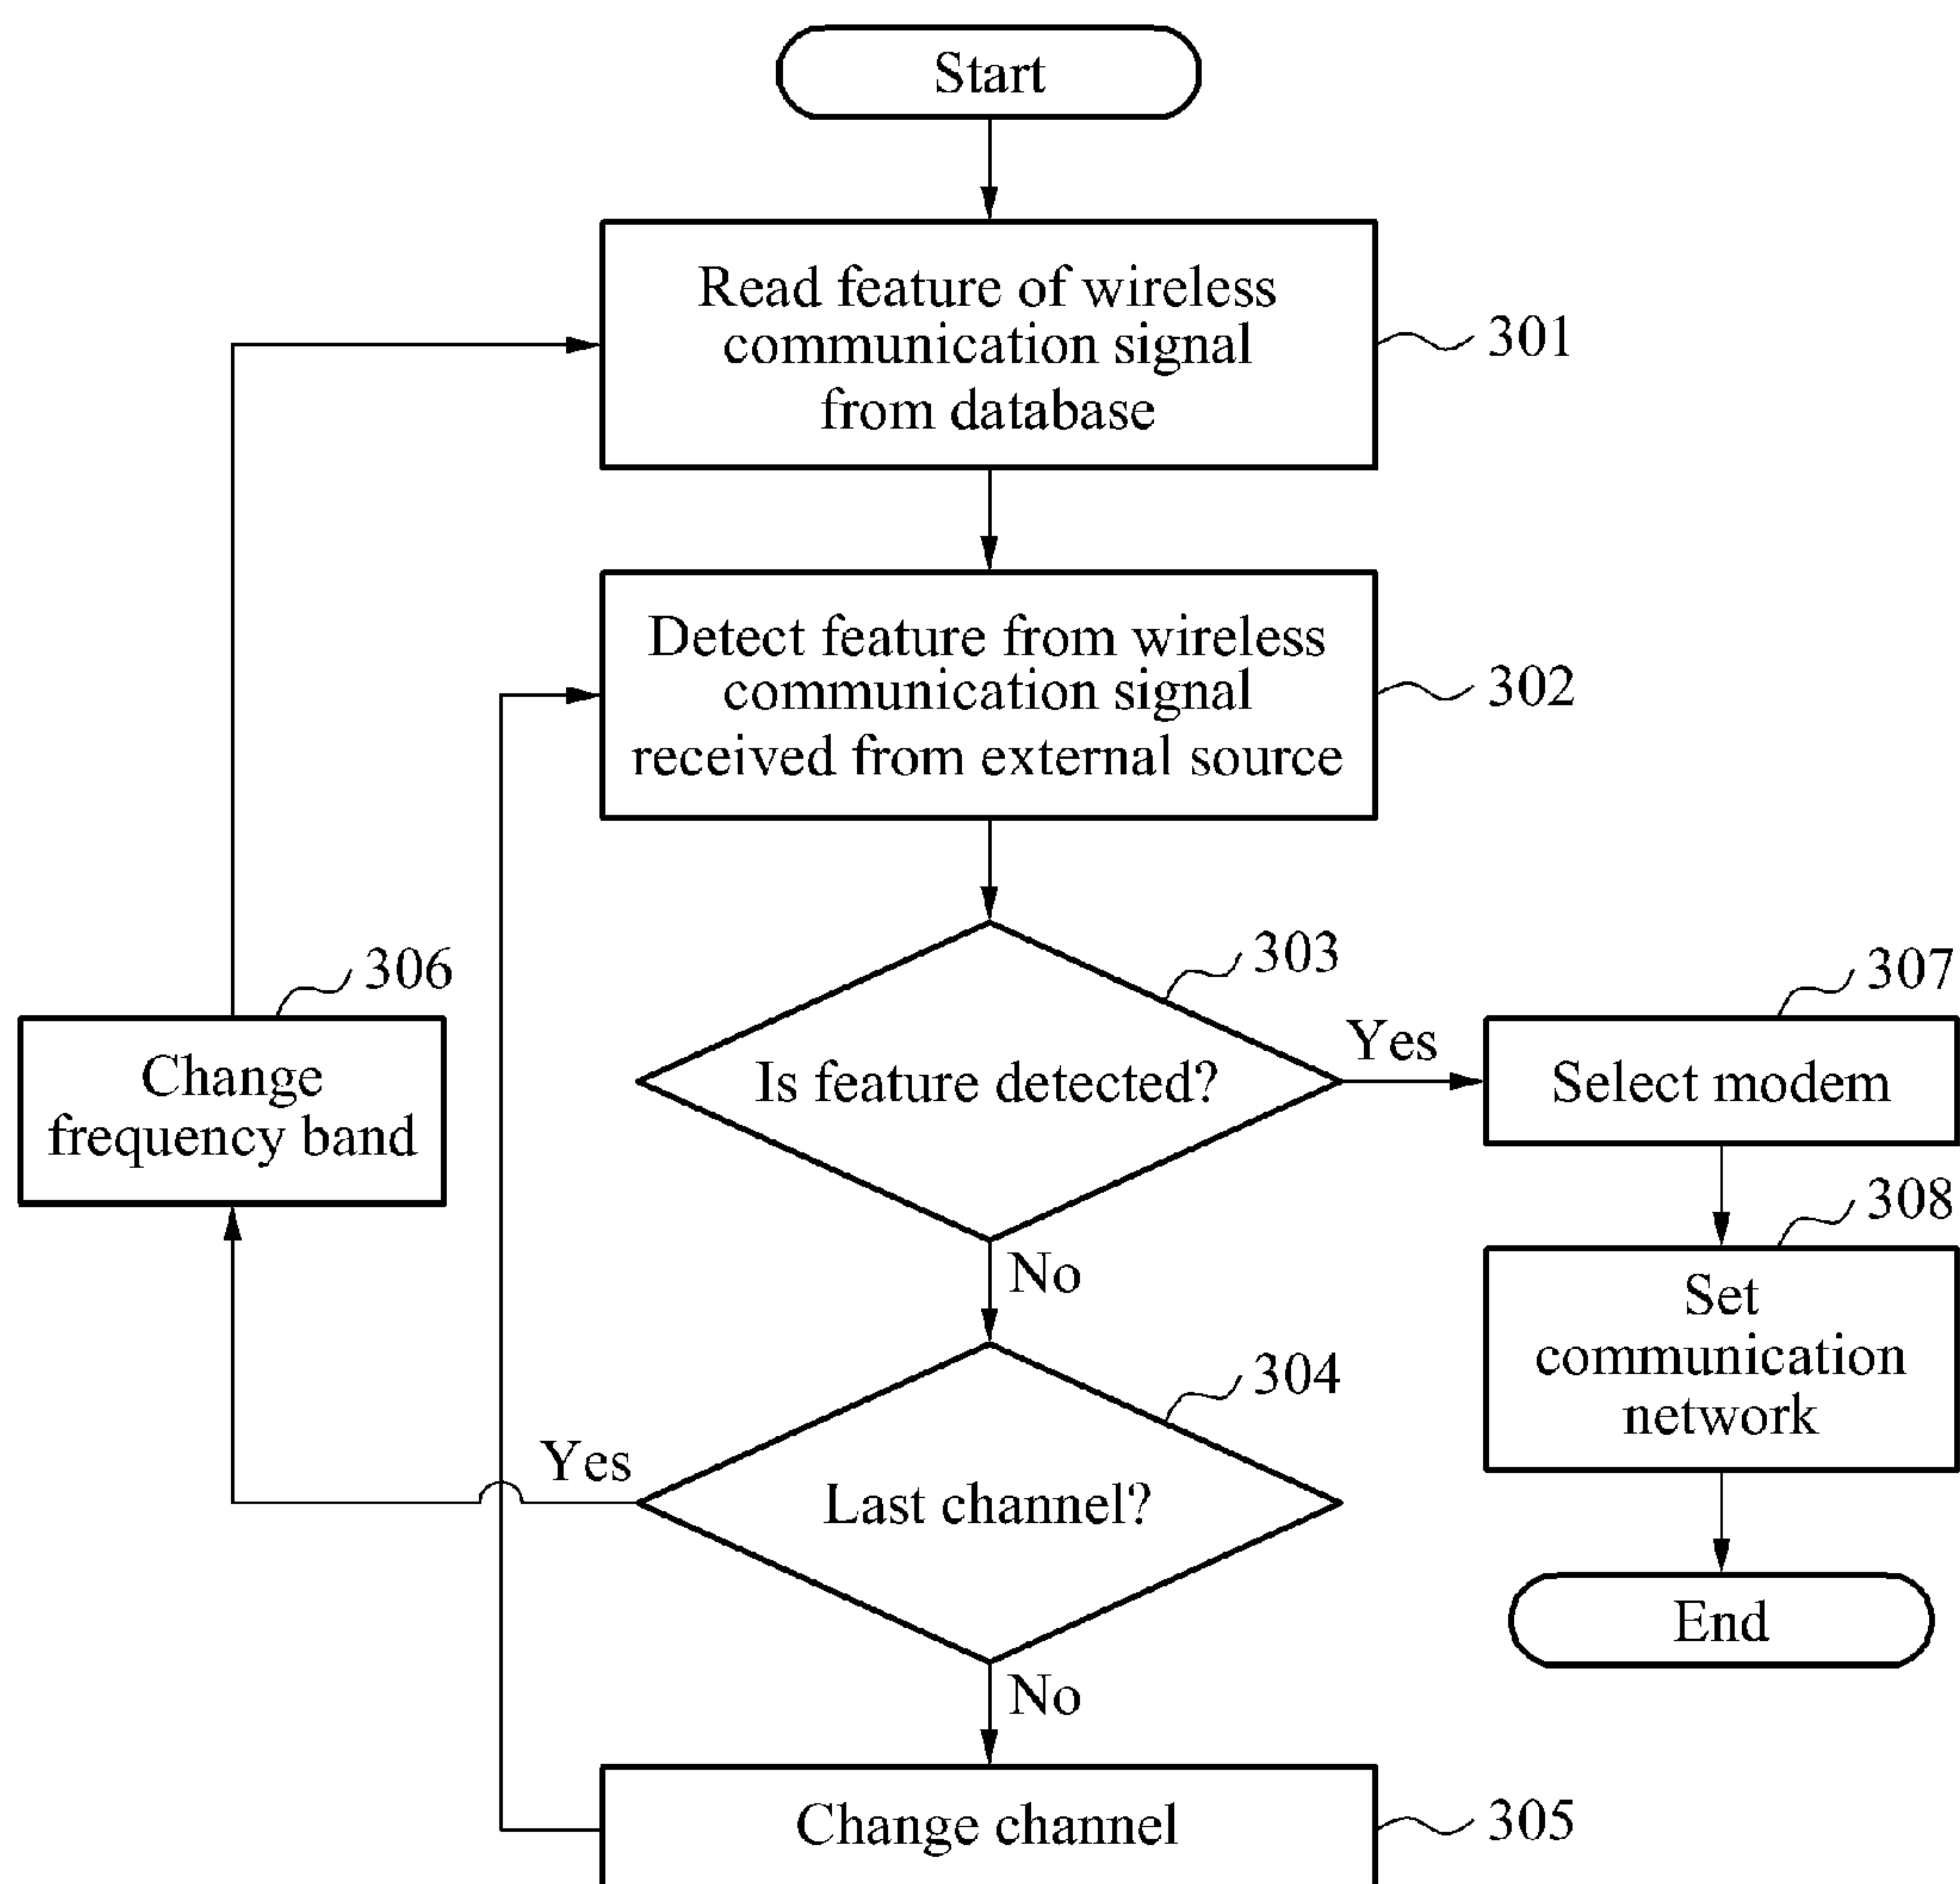 Start
Read feature of wireless
communication signal
from database
301
Detect feature from wireless
communication signal
received from external source
302
303
Is feature detected?
Yes
No
306
Change
frequency band
307
Select modem
308
Set
communication
network
304
Last channel?
Yes
No
End
Change channel
305